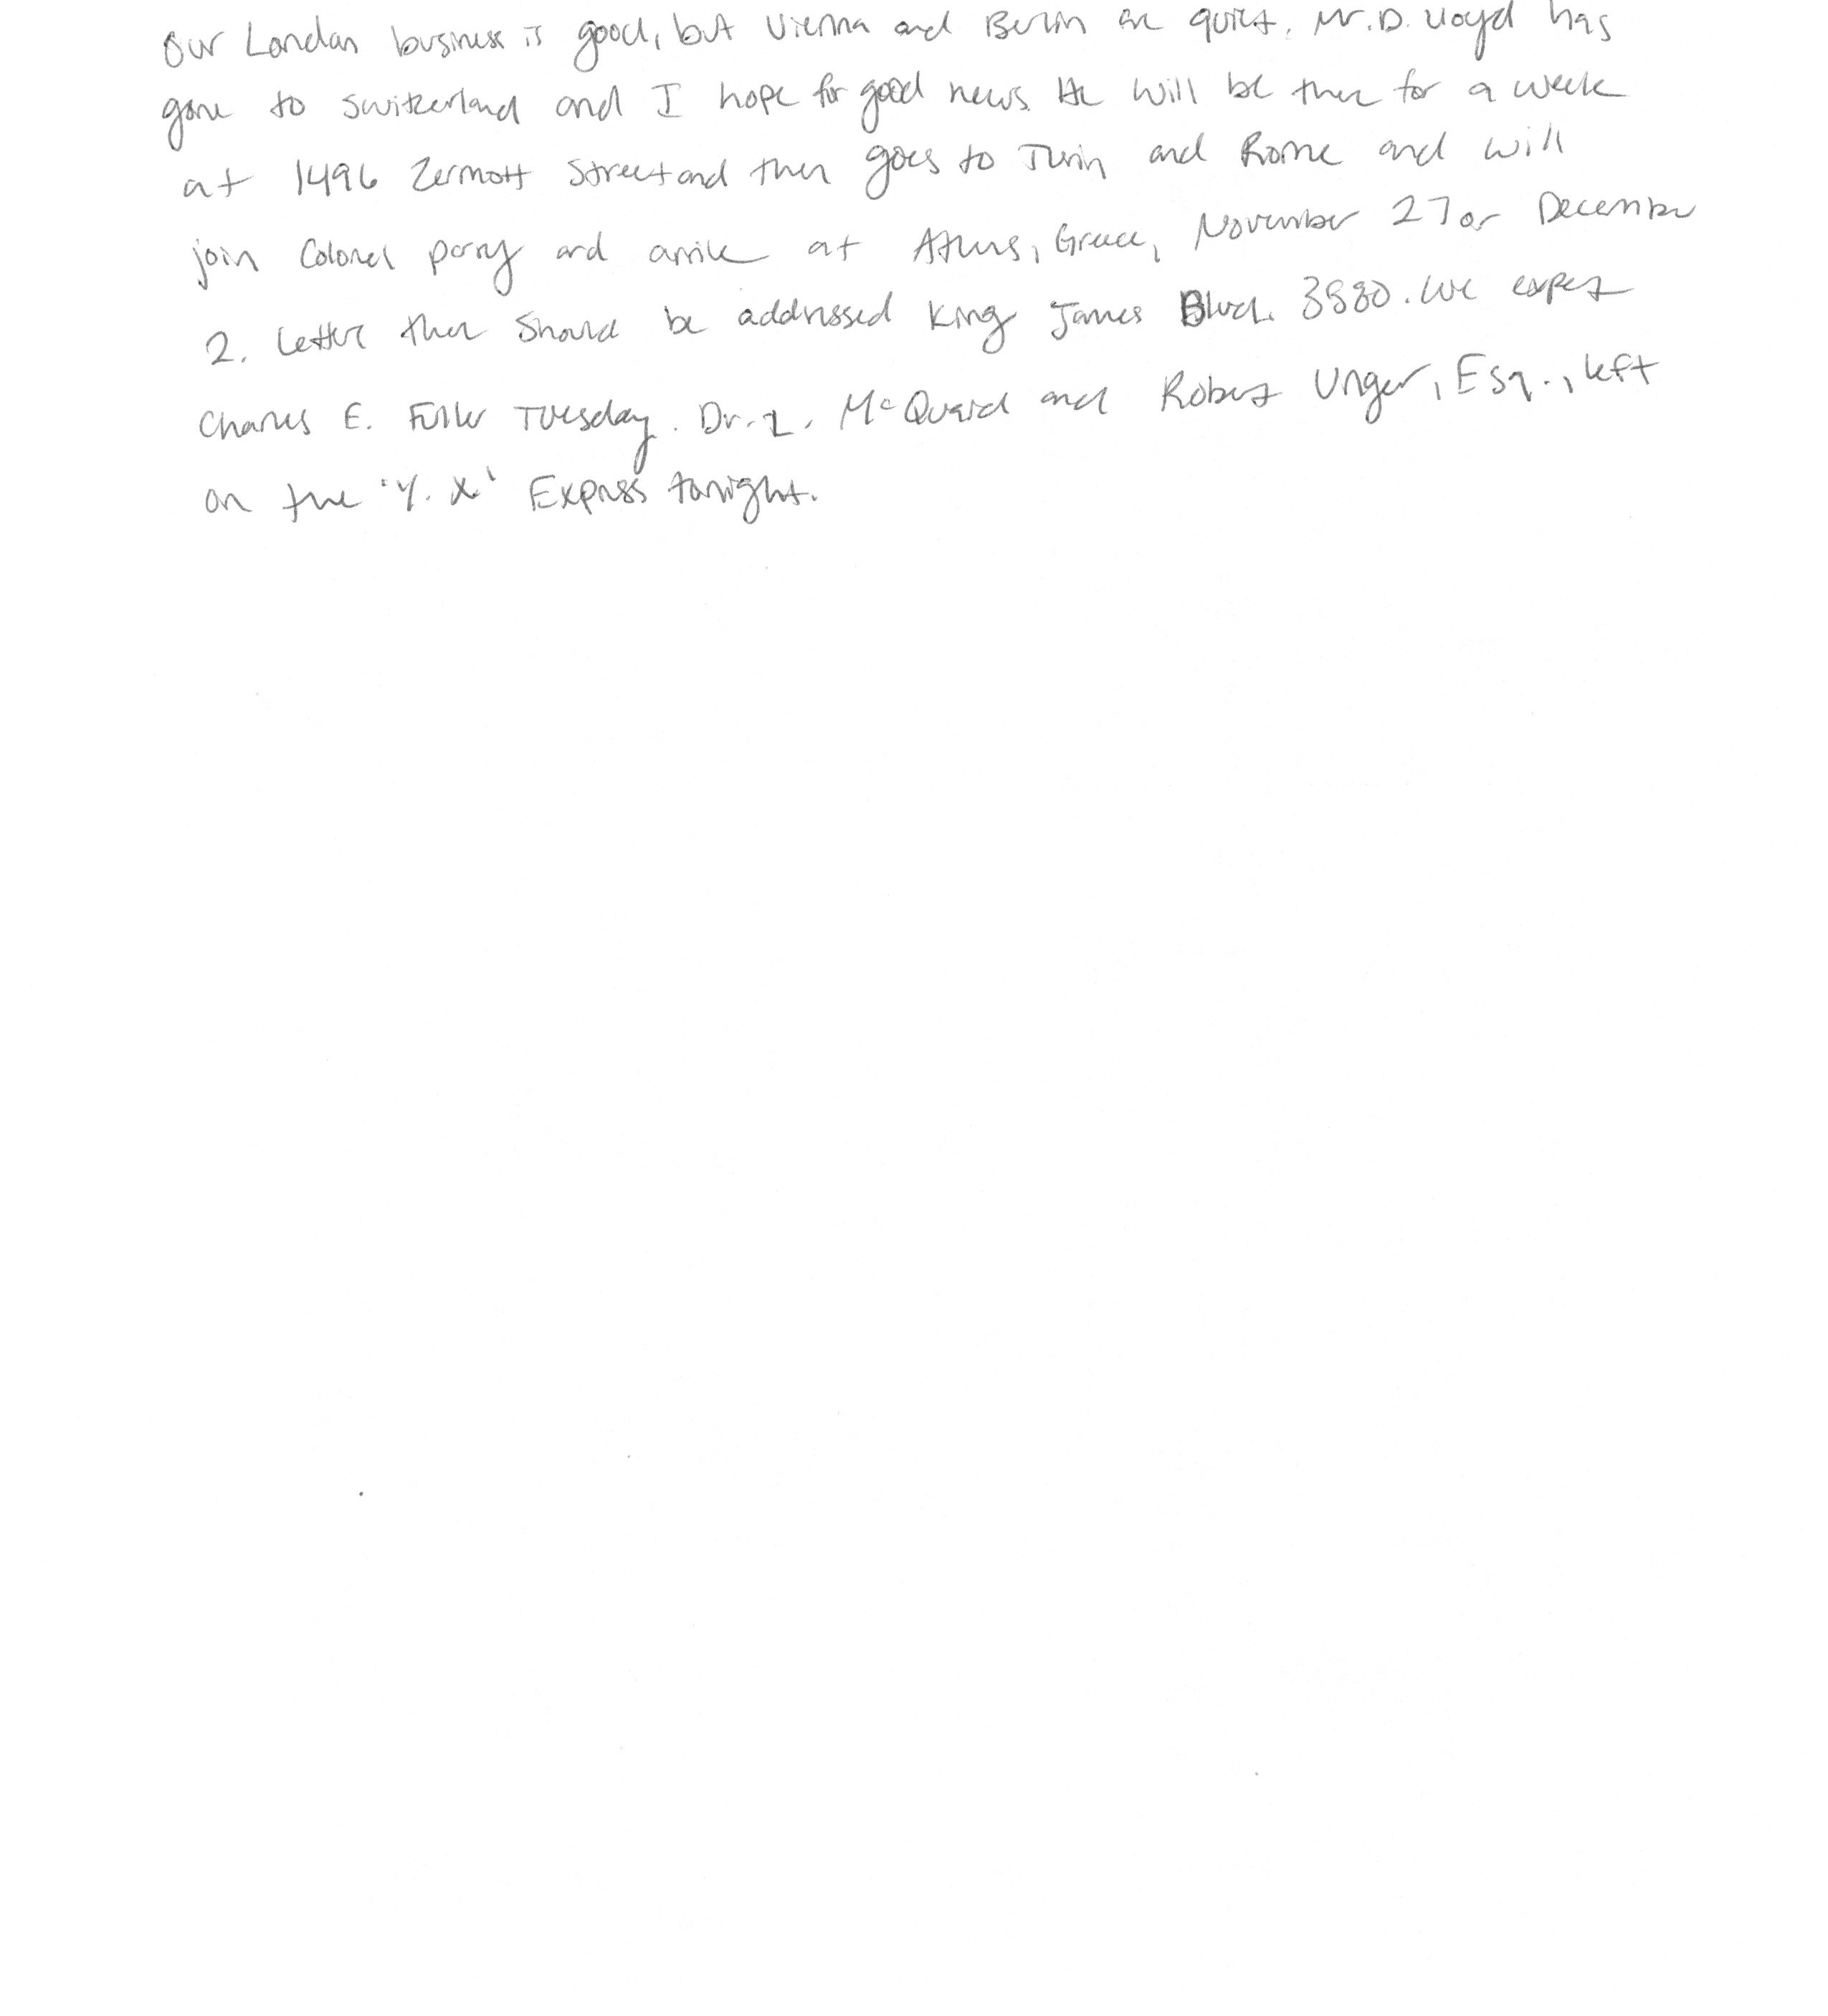 Our London business is good, but Vienna and Berlin are quiet. Mr. D. Lloyd has
gone to Switzerland and I hope for good news. He will be there for a week
at 1496 Zermott Street and then goes to Turin and Rome and will
join Colonel Parry and arrive at Athens, Greece, November 27 or December
2. Letter there should be addressed King James Blvd. 3580. We expect
Charles E. Fuller Tuesday. Dr. L. McQuaid and Robert Unger, Esq., left
on the 'Y. X.' Express tonight.